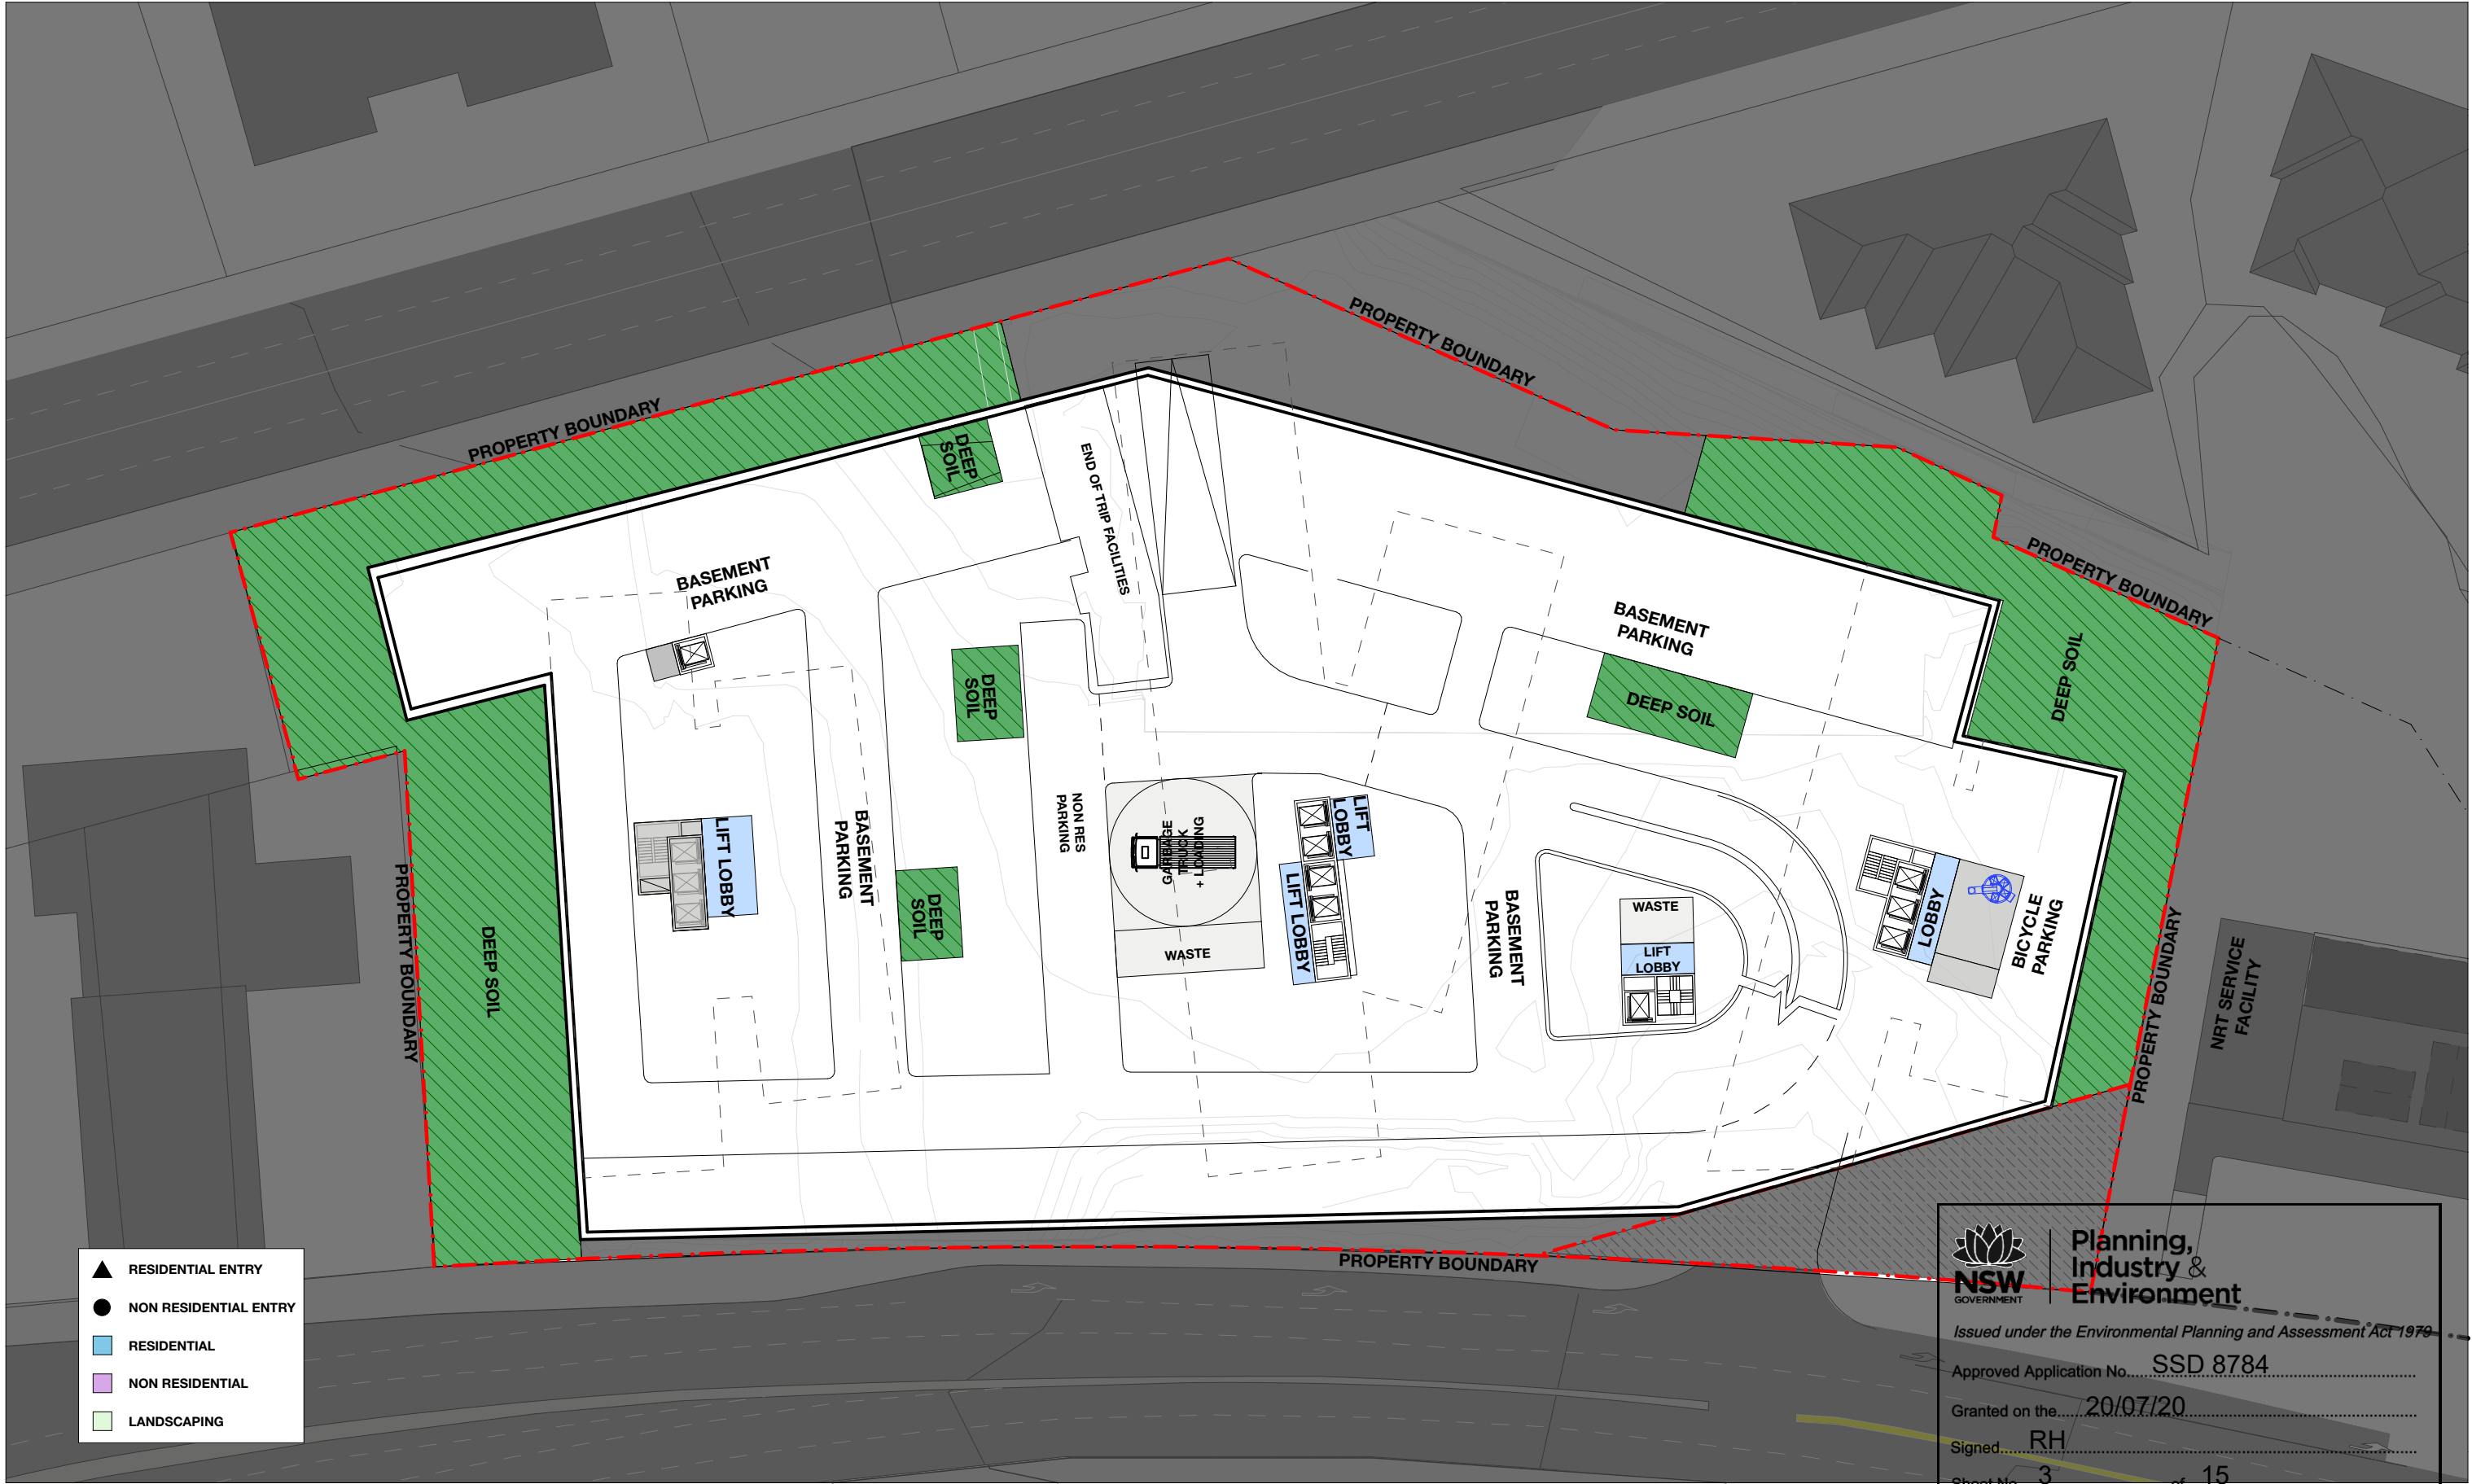 PROPERTY BOUNDARY
PROPERTY BOUNDARY
DEEP
SOIL
END OF TRIP FACILITIES
BASEMENT
PARKING
PROPERTY BOUNDARY
BASEMENT
PARKING
DEEP SOIL
DEEP SOIL
DEEP
SOIL
NON RES
PARKING
BASEMENT
PARKING
LIFT LOBBY
GARBAGE
TRUCK
+ LOADING
LIFT
LOBBY
LIFT LOBBY
DEEP
SOIL
WASTE
BASEMENT
PARKING
WASTE
LIFT
LOBBY
LOBBY
BICYCLE
PARKING
PROPERTY BOUNDARY
DEEP SOIL
PROPERTY BOUNDARY
NRT SERVICE
FACILITY
PROPERTY BOUNDARY
RESIDENTIAL ENTRY
NON RESIDENTIAL ENTRY
RESIDENTIAL
NON RESIDENTIAL
LANDSCAPING
NSW
GOVERNMENT
Planning,
Industry &
Environment
Issued under the Environmental Planning and Assessment Act 1979
Approved Application No. SSD 8784
Granted on the 20/07/20
Signed RH
Sheet No 3 of 15